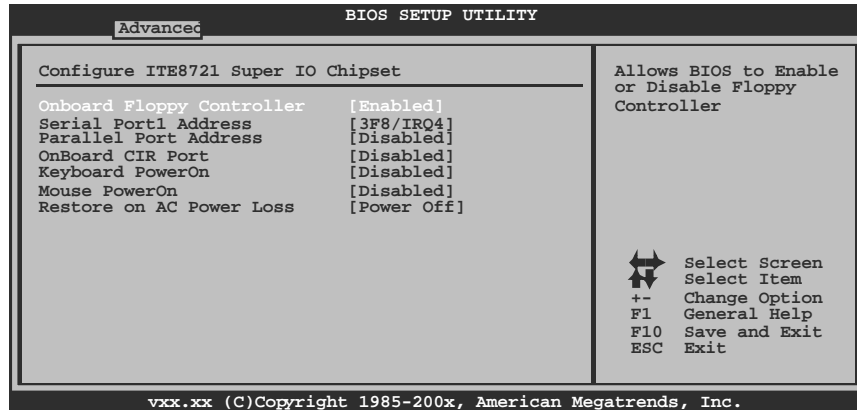 BIOS SETUP UTILITY
Advanced
Configure ITE8721 Super IO Chipset
Onboard Floppy Controller [Enabled]
Serial Port1 Address [3F8/IRQ4]
Parallel Port Address [Disabled]
OnBoard CIR Port [Disabled]
Keyboard PowerOn [Disabled]
Mouse PowerOn [Disabled]
Restore on AC Power Loss [Power Off]
Allows BIOS to Enable
or Disable Floppy
Controller
Select Screen
Select Item
+- Change Option
F1 General Help
F10 Save and Exit
ESC Exit
vxx.xx (C)Copyright 1985-200x, American Megatrends, Inc.